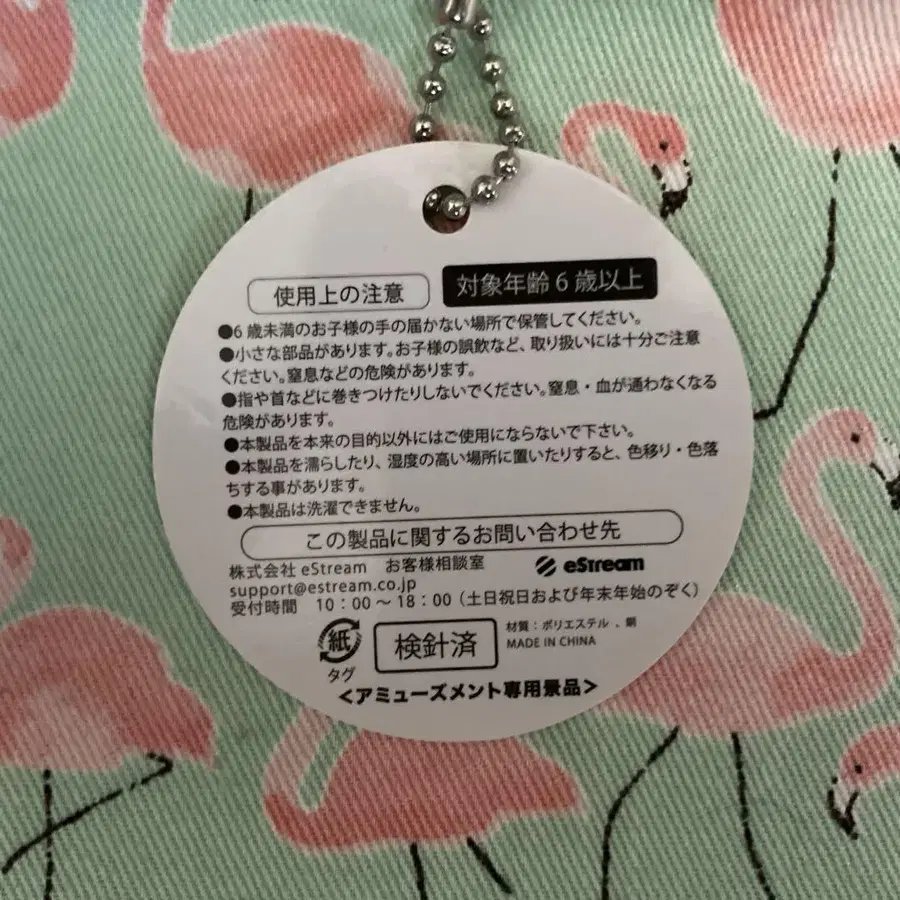 使用上の注意
対象年齢6歳以上
●6歳未満のお子様の手の届かない場所で保管してください。
●小さな部品があります。お子様の誤飲など、取り扱いには十分ご注意
ください。窒息などの危険があります。
●指や首などに巻きつけたりしないでください。窒息・血が通わなくなる
危険があります。
●本製品を本来の目的以外にはご使用にならないで下さい。
●本製品を濡らしたり、湿度の高い場所に置いたりすると、色移り・色落
ちする事があります。
●本製品は洗濯できません。
この製品に関するお問い合わせ先
株式会社 eStream お客様相談室
eStream
support@estream.co.jp
受付時間 10:00～18:00（土日祝日および年末年始のぞく）
紙
タグ
検針済
材質：ポリエステル、鋼
MADE IN CHINA
＜アミューズメント専用景品＞